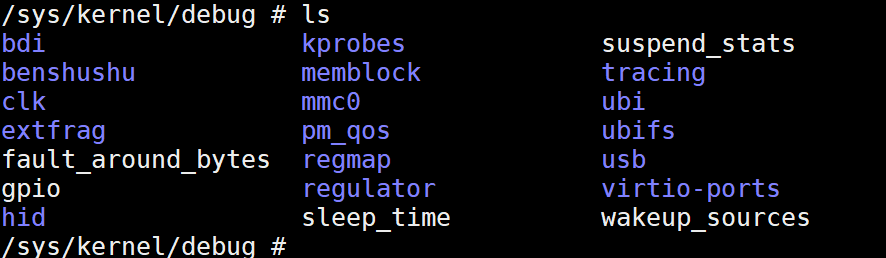 /sys/kernel/debug # ls
bdi kprobes suspend_stats
benshushu memblock tracing
clk mmc0 ubi
extfrag pm_qos ubifs
fault_around_bytes regmap usb
gpio regulator virtio-ports
hid sleep_time wakeup_sources
/sys/kernel/debug #